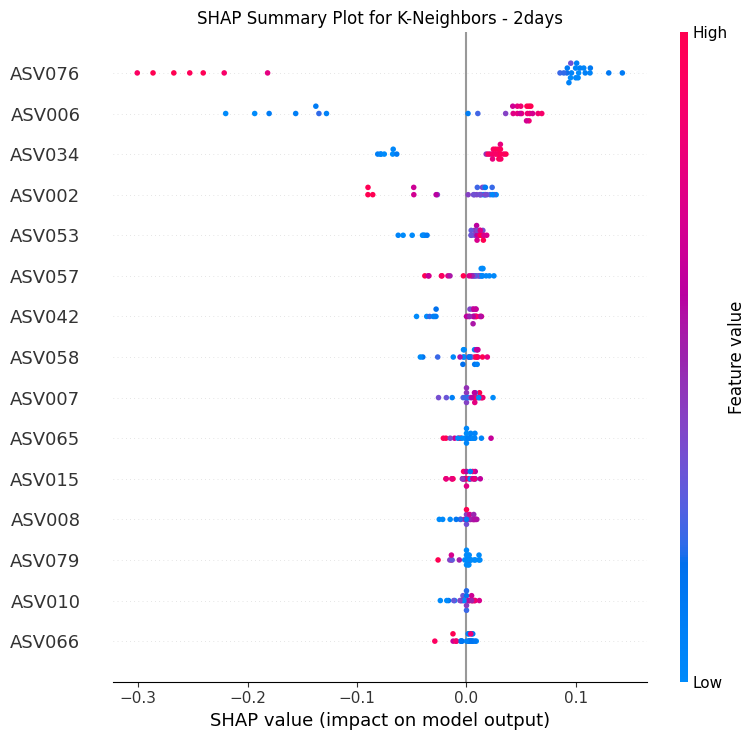 SHAP Summary Plot for K-Neighbors - 2days
High
ASV076
ASV006
ASV034
ASV002
ASV053
ASV057
ASV042
ASV058
ASV007
ASV065
ASV015
ASV008
ASV079
ASV010
ASV066
Feature value
Low
−0.3 −0.2 −0.1 0.0 0.1
SHAP value (impact on model output)